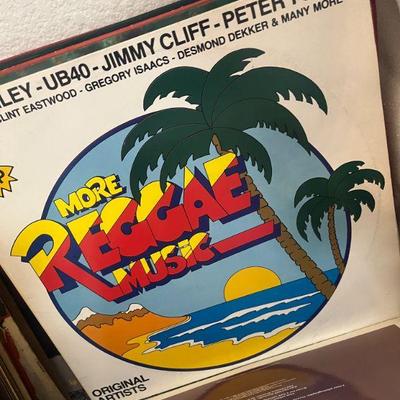 LEY - UB40 - JIMMY CLIFF - PETER
CLINT EASTWOOD - GREGORY ISAACS - DESMOND DEKKER & MANY MORE
MORE
REGGAE
MUSIC
ORIGINAL
ARTISTS